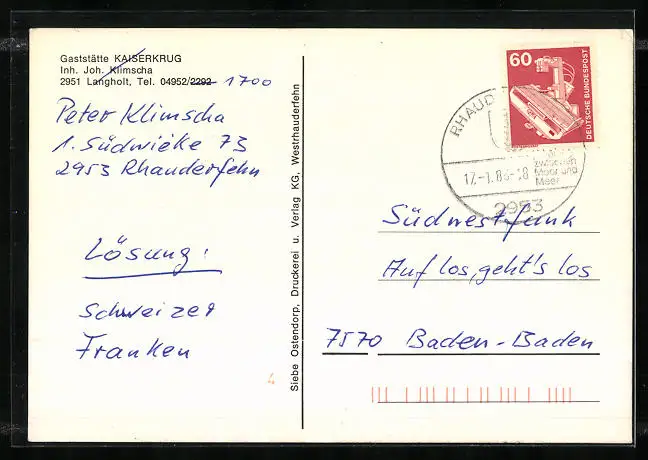 Gaststätte KAISERKRUG
Inh. Joh. Klimscha
2951 Langholt, Tel. 04952/2292 1700
Peter Klimscha
1. Südwieke 73
2953 Rhauderfehn
Lösung:
Schweizer
Franken
4
Siebe Ostendorp, Druckerei u. Verlag KG, Westrhauderfehn
60
DEUTSCHE BUNDESPOST
RHAUD
zwischen
Moor und
Meer
2953
Südwestfunk
Auf los, geht's los
7570 Baden-Baden